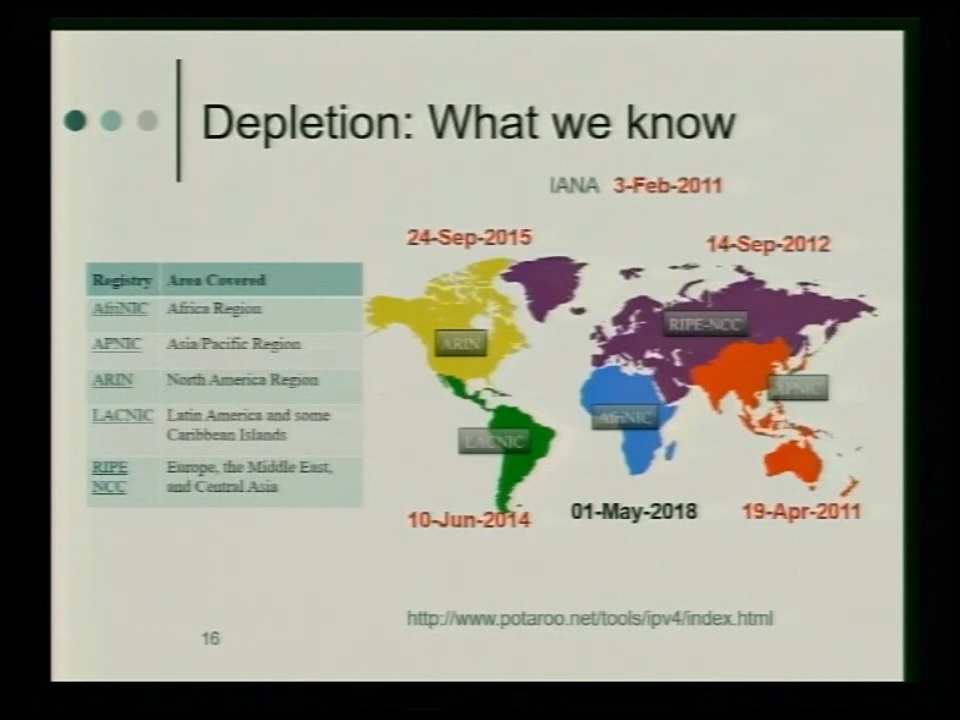 Depletion: What we know
IANA 3-Feb-2011
24-Sep-2015
14-Sep-2012
Registry Area Covered
AfriNIC Africa Region
APNIC Asia/Pacific Region
ARIN North America Region
LACNIC Latin America and some
Caribbean Islands
RIPE Europe, the Middle East,
NCC and Central Asia
ARIN
RIPE-NCC
APNIC
AfriNIC
LACNIC
10-Jun-2014
01-May-2018
19-Apr-2011
http://www.potaroo.net/tools/ipv4/index.html
16